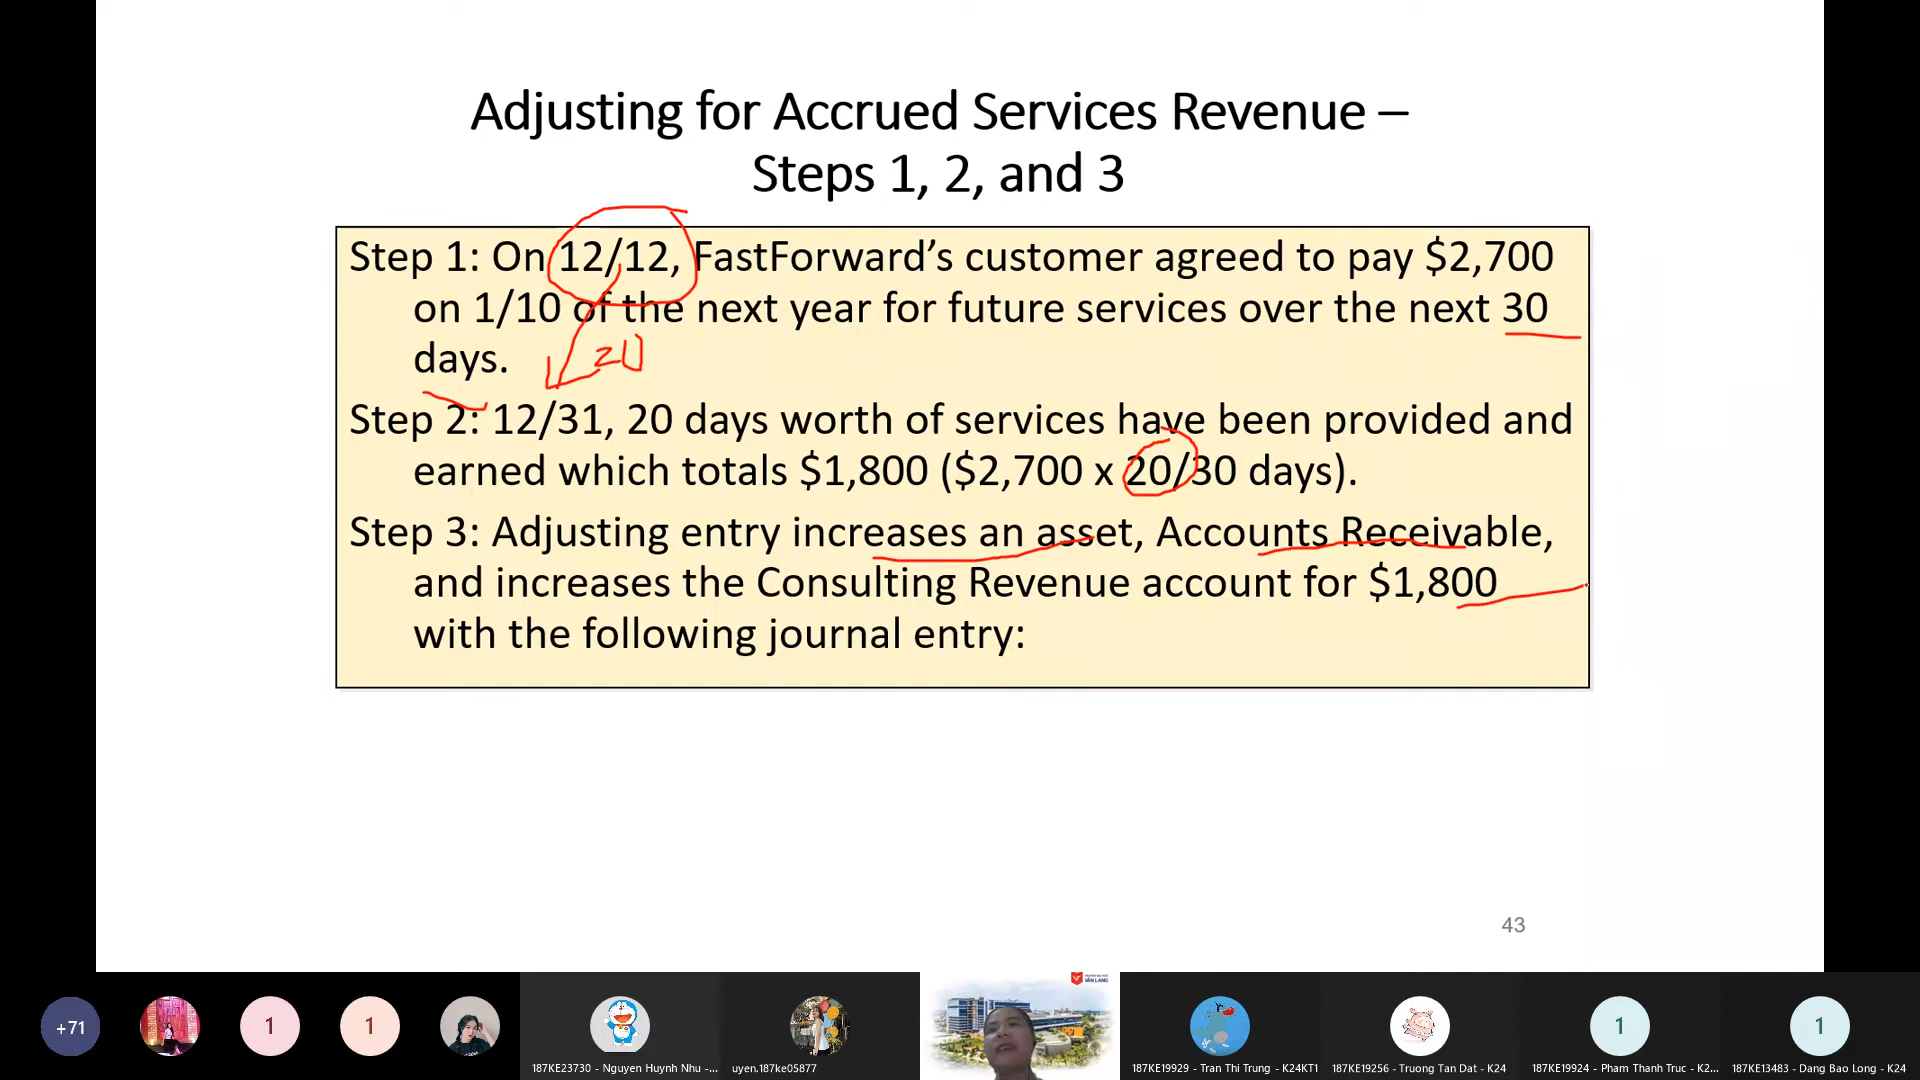 Adjusting for Accrued Services Revenue –
Steps 1, 2, and 3
Step 1: On 12/12, FastForward’s customer agreed to pay $2,700
on 1/10 of the next year for future services over the next 30
days.
20
Step 2: 12/31, 20 days worth of services have been provided and
earned which totals $1,800 ($2,700 x 20/30 days).
Step 3: Adjusting entry increases an asset, Accounts Receivable,
and increases the Consulting Revenue account for $1,800
with the following journal entry:
43
+71
1
1
187KE23730 - Nguyen Huynh Nhu -...
uyen.187ke05877
VAN LANG
187KE19929 - Tran Thi Trung - K24KT1
187KE19256 - Truong Tan Dat - K24
1
187KE19924 - Pham Thanh Truc - K2...
1
187KE13483 - Dang Bao Long - K24